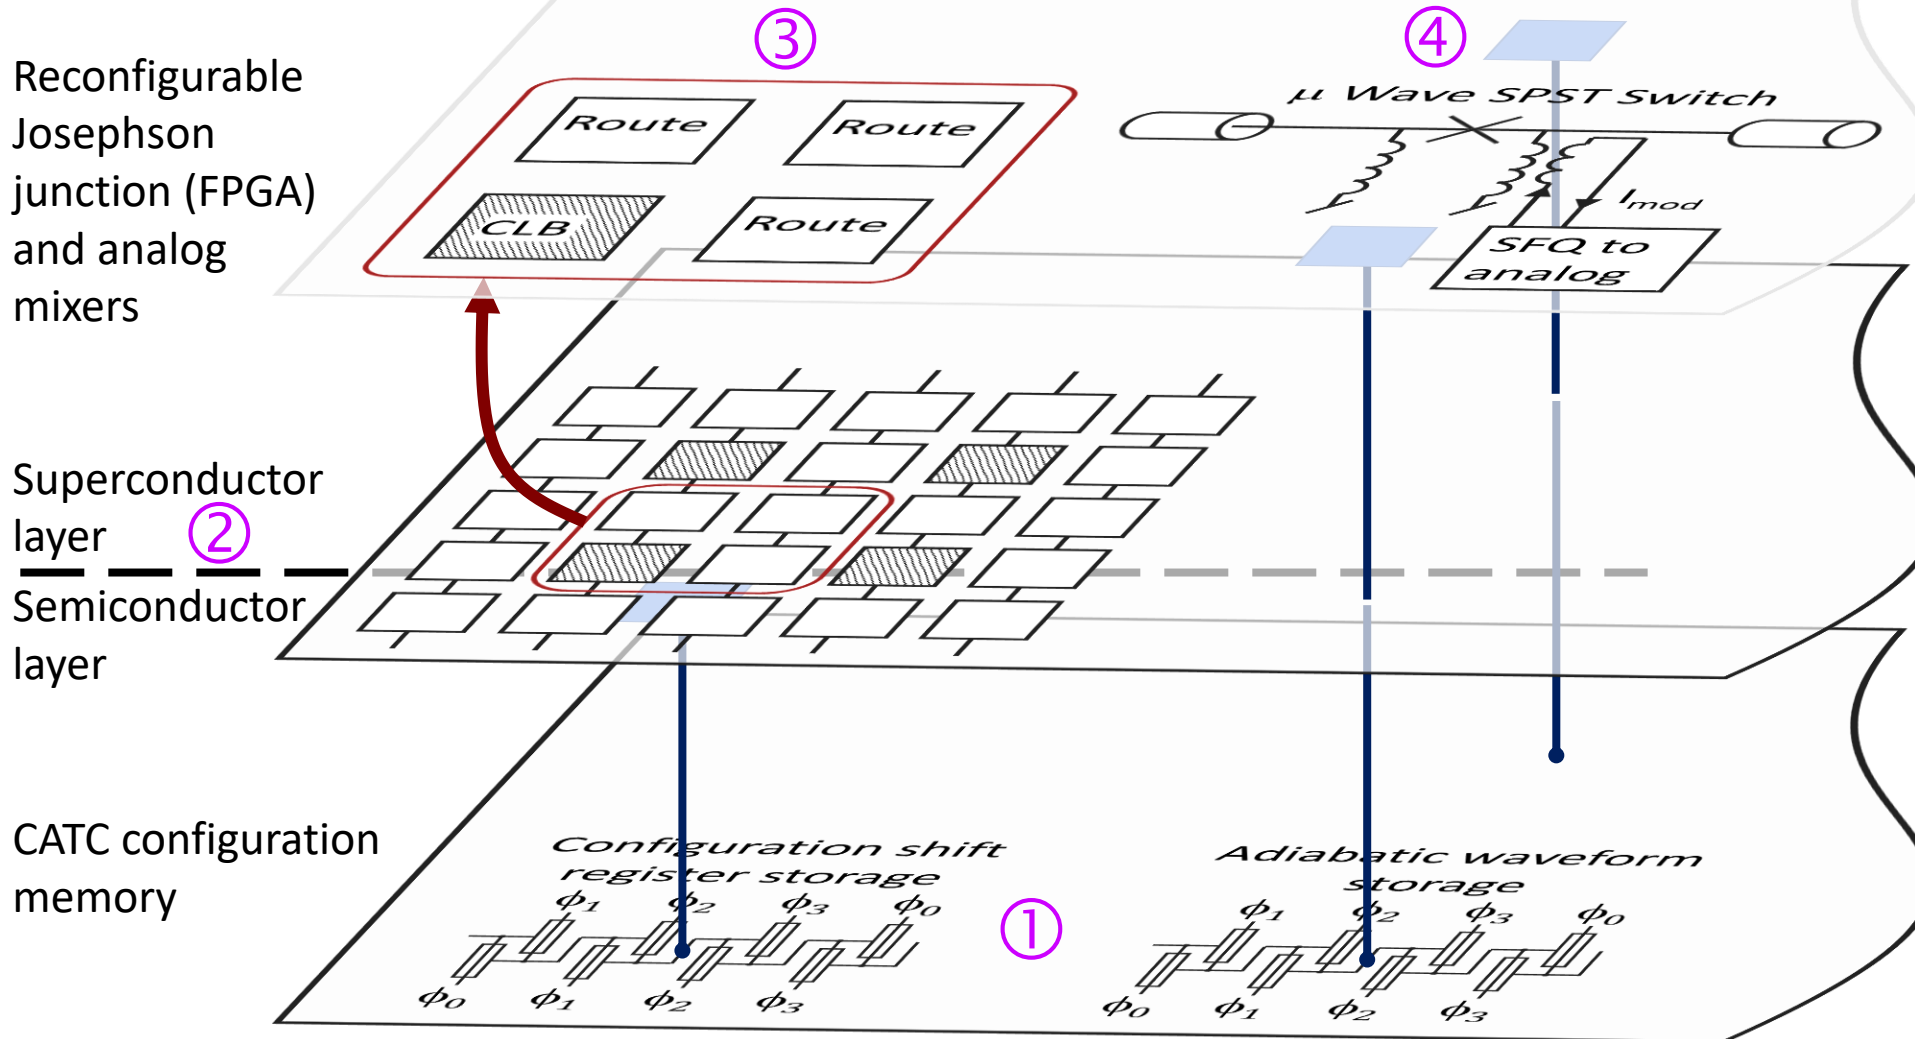 Reconfigurable
Josephson
junction (FPGA)
and analog
mixers
③
④
Route
Route
CLB
Route
μ Wave SPST Switch
Imod
SFQ to
analog
Superconductor
layer
②
Semiconductor
layer
CATC configuration
memory
Configuration shift
register storage
ϕ1 ϕ2 ϕ3 ϕ0
ϕ0 ϕ1 ϕ2 ϕ3
①
Adiabatic waveform
storage
ϕ1 ϕ2 ϕ3 ϕ0
ϕ0 ϕ1 ϕ2 ϕ3